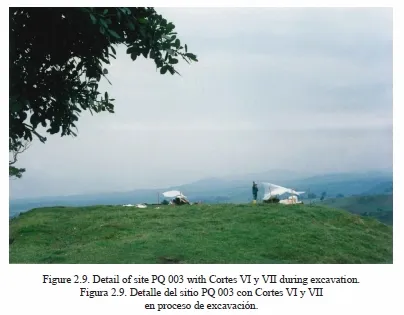 Figure 2.9. Detail of site PQ 003 with Cortes VI y VII during excavation.
Figura 2.9. Detalle del sitio PQ 003 con Cortes VI y VII
en proceso de excavación.